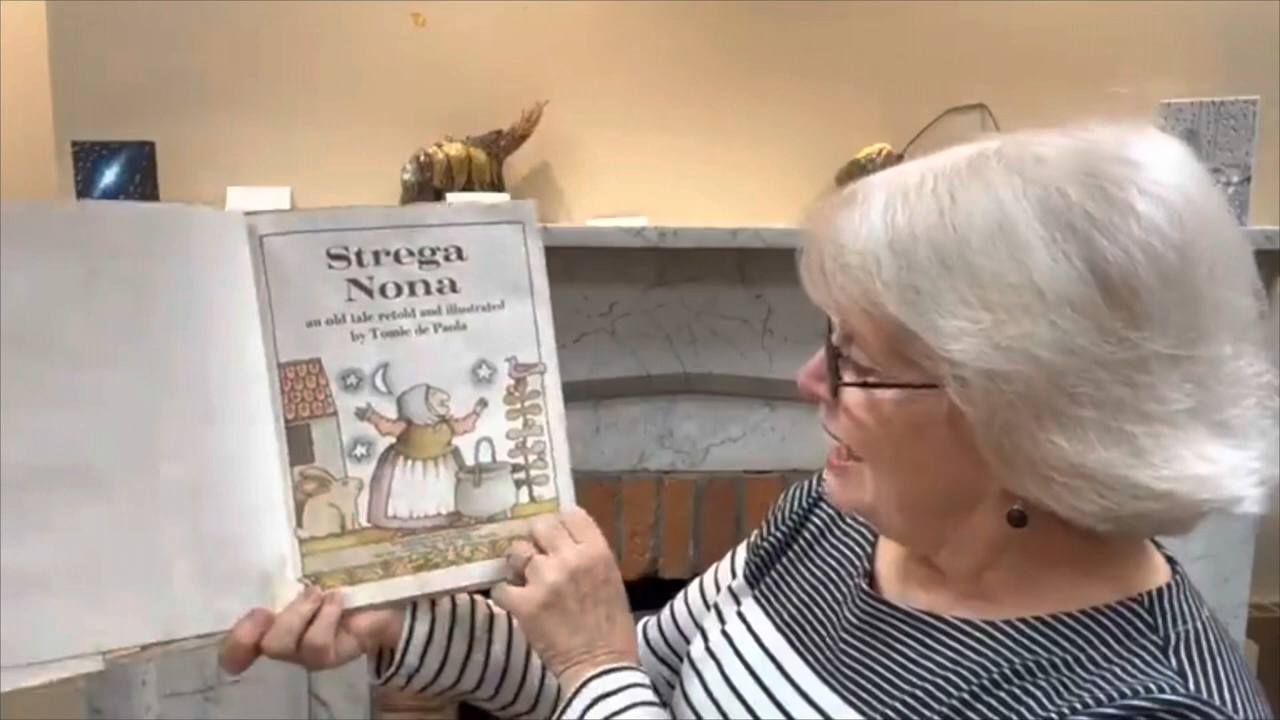 Strega
Nona
an old tale retold and illustrated
by Tomie de Paola